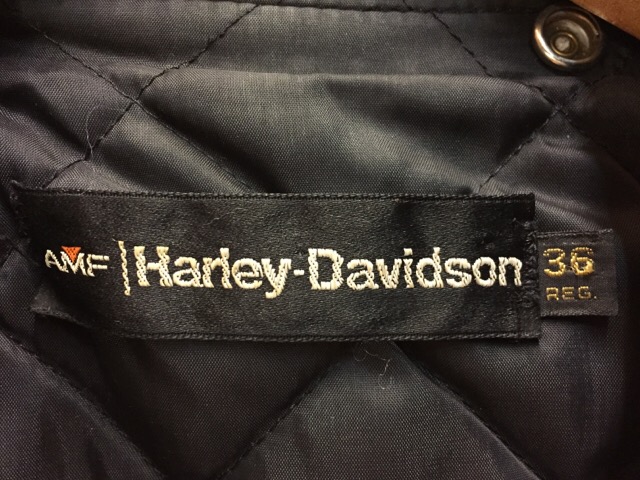 AMF | Harley-Davidson
36
REG.